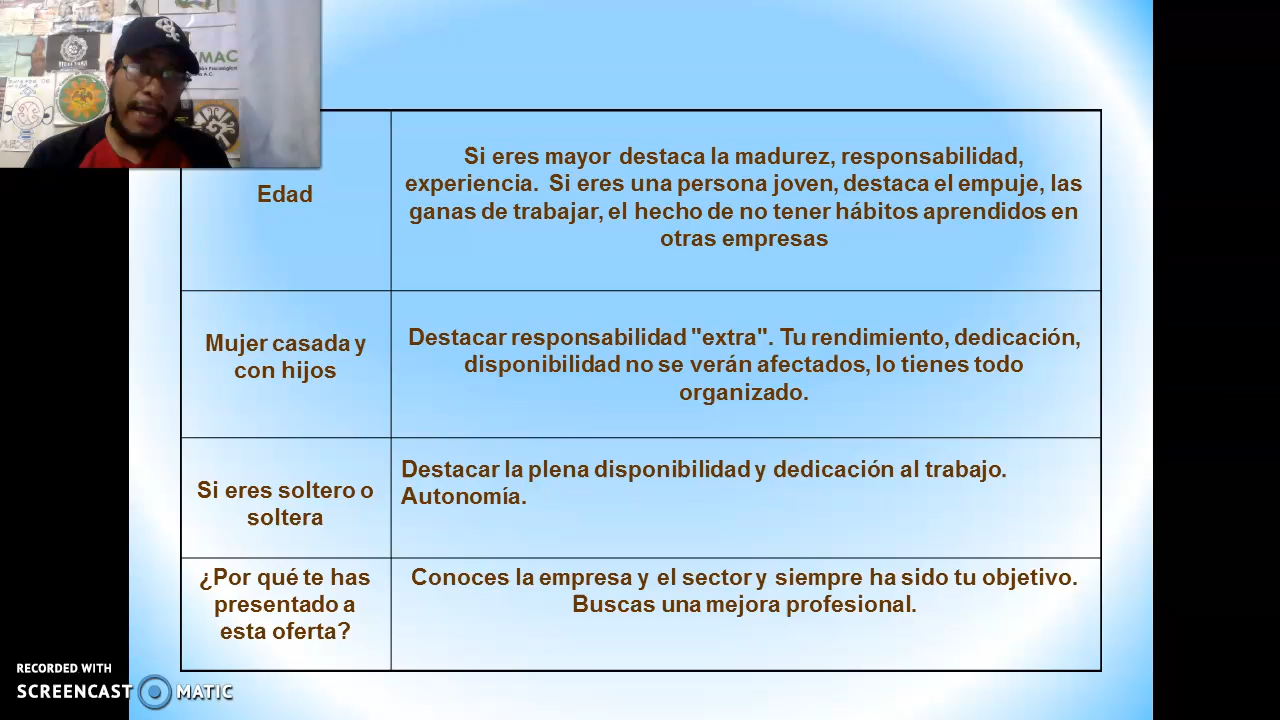 MAC
Edad
Si eres mayor destaca la madurez, responsabilidad,
experiencia. Si eres una persona joven, destaca el empuje, las
ganas de trabajar, el hecho de no tener hábitos aprendidos en
otras empresas
Mujer casada y
con hijos
Destacar responsabilidad "extra". Tu rendimiento, dedicación,
disponibilidad no se verán afectados, lo tienes todo
organizado.
Si eres soltero o
soltera
Destacar la plena disponibilidad y dedicación al trabajo.
Autonomía.
¿Por qué te has
presentado a
esta oferta?
Conoces la empresa y el sector y siempre ha sido tu objetivo.
Buscas una mejora profesional.
RECORDED WITH
SCREENCAST MATIC